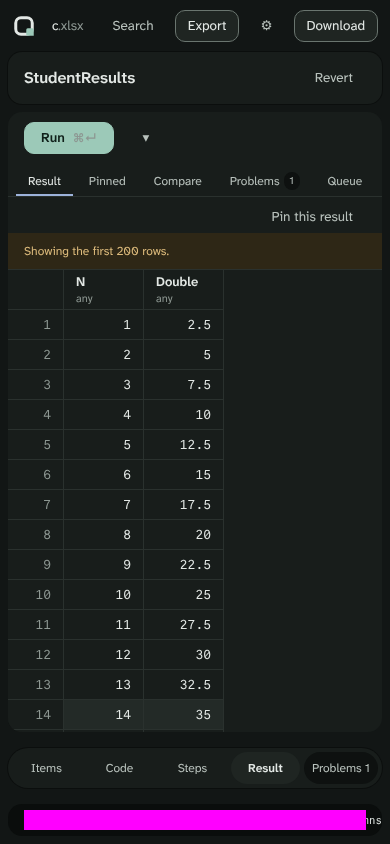 c.xlsx Search Export ⚙ Download
StudentResults Revert
Run ⌘↵ ▼
Result Pinned Compare Problems 1 Queue
Pin this result
Showing the first 200 rows.
N Double
any any
1 1 2.5
2 2 5
3 3 7.5
4 4 10
5 5 12.5
6 6 15
7 7 17.5
8 8 20
9 9 22.5
10 10 25
11 11 27.5
12 12 30
13 13 32.5
14 14 35
Items Code Steps Result Problems 1